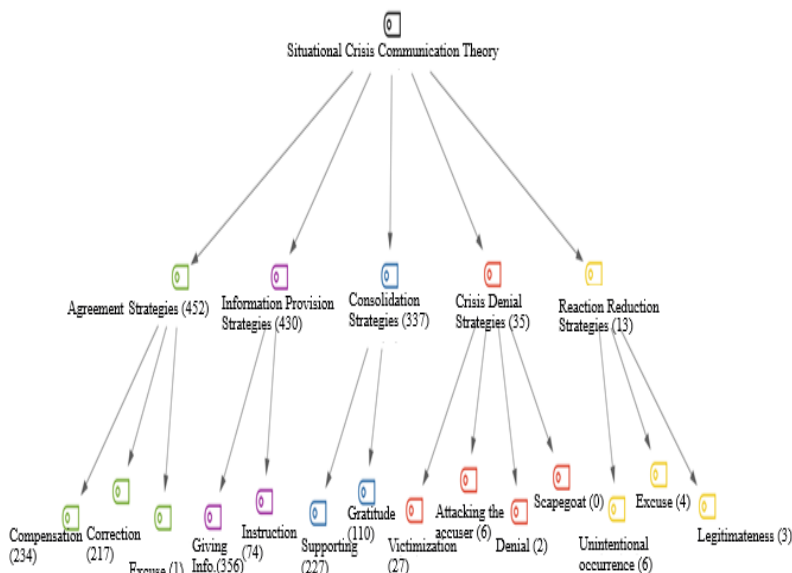 Situational Crisis Communication Theory
Agreement Strategies (452)
Information Provision
Strategies (430)
Consolidation
Strategies (337)
Crisis Denial
Strategies (35)
Reaction Reduction
Strategies (13)
Compensation
(234)
Correction
(217)
Excuse (1)
Giving
Info.(356)
Instruction
(74)
Supporting
(227)
Gratitude
(110)
Victimization
(27)
Attacking the
accuser (6)
Denial (2)
Scapegoat (0)
Unintentional
occurrence (6)
Excuse (4)
Legitimateness (3)